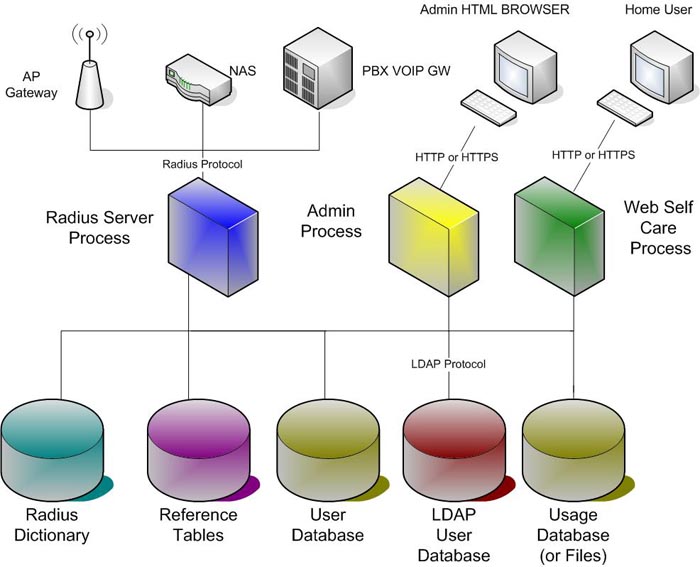 Admin HTML BROWSER
Home User
AP
Gateway
NAS
PBX VOIP GW
Radius Protocol
HTTP or HTTPS
HTTP or HTTPS
Radius Server
Process
Admin
Process
Web Self
Care
Process
LDAP Protocol
Radius
Dictionary
Reference
Tables
User
Database
LDAP
User
Database
Usage
Database
(or Files)